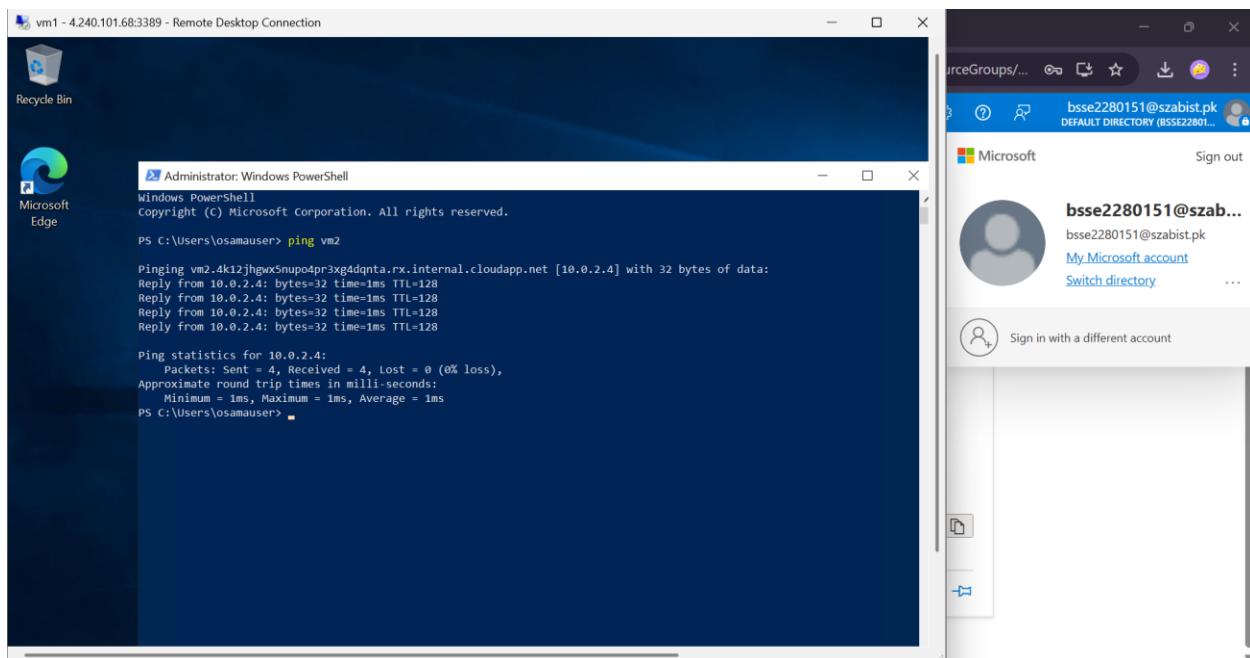 vm1 - 4.240.101.68:3389 - Remote Desktop Connection
Recycle Bin
Microsoft
Edge
Administrator: Windows PowerShell
Windows PowerShell
Copyright (C) Microsoft Corporation. All rights reserved.
PS C:\Users\osamauser> ping vm2
Pinging vm2.4k12jhgwx5nupo4pr3xg4dqnta.rx.internal.cloudapp.net [10.0.2.4] with 32 bytes of data:
Reply from 10.0.2.4: bytes=32 time=1ms TTL=128
Reply from 10.0.2.4: bytes=32 time=1ms TTL=128
Reply from 10.0.2.4: bytes=32 time=1ms TTL=128
Reply from 10.0.2.4: bytes=32 time=1ms TTL=128
Ping statistics for 10.0.2.4:
Packets: Sent = 4, Received = 4, Lost = 0 (0% loss),
Approximate round trip times in milli-seconds:
Minimum = 1ms, Maximum = 1ms, Average = 1ms
PS C:\Users\osamauser>
urceGroups/...
bsse2280151@szabist.pk
DEFAULT DIRECTORY (BSSE22801...
Microsoft
Sign out
bsse2280151@szab...
bsse2280151@szabist.pk
My Microsoft account
Switch directory
...
Sign in with a different account